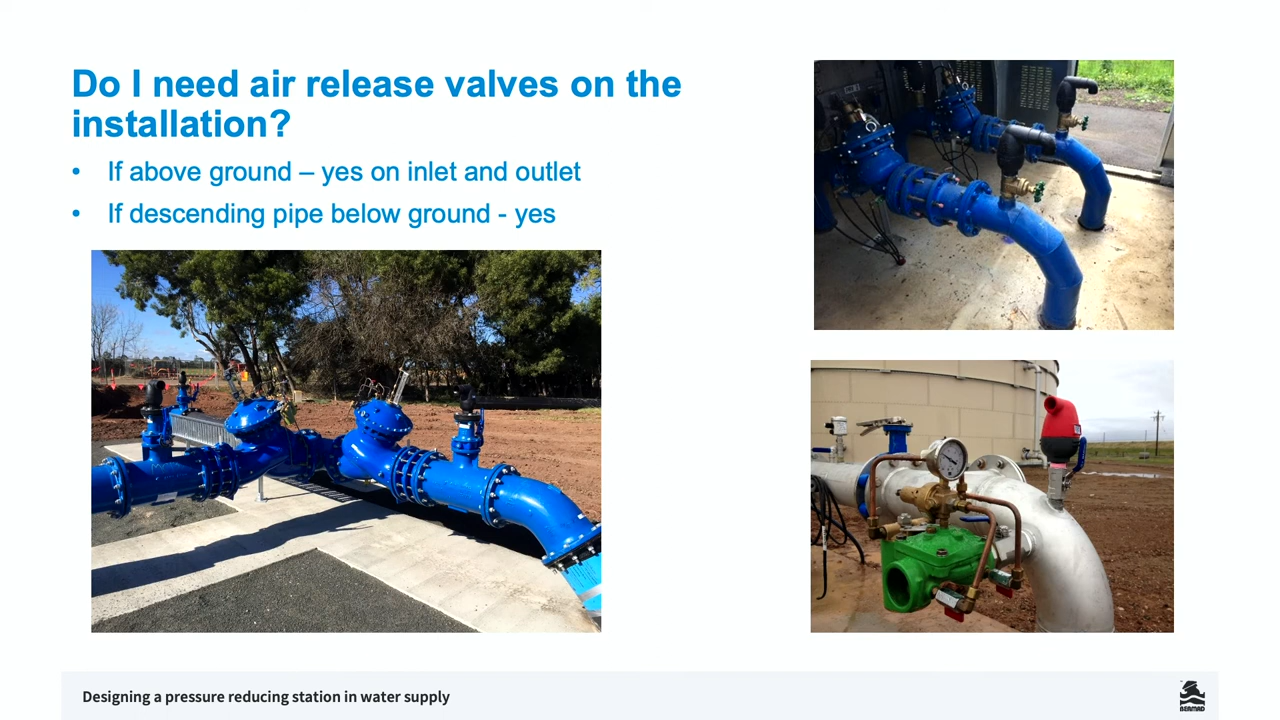 Do I need air release valves on the
installation?
• If above ground – yes on inlet and outlet
• If descending pipe below ground - yes
Designing a pressure reducing station in water supply
BERMAD